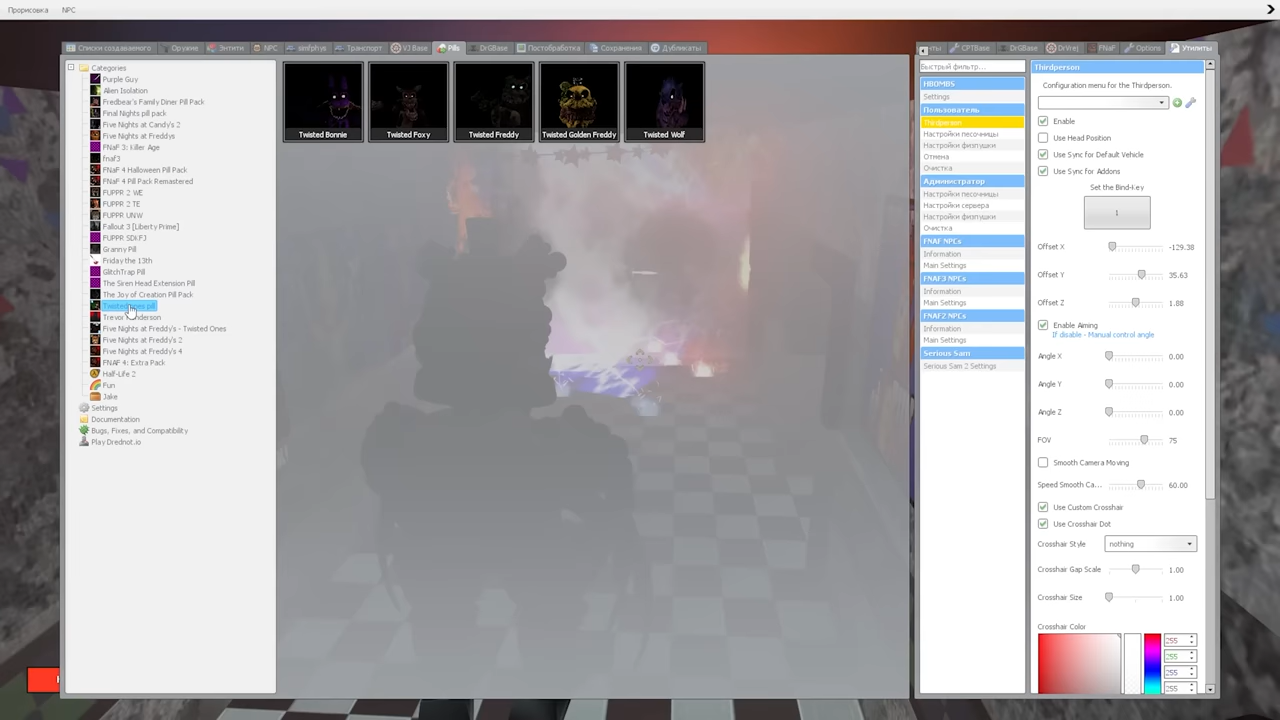 Прорисовка NPC
Списки создаваемого Оружие Энтити NPC simfphys Транспорт VJ Base Pills DrGBase Постобработка Сохранения Дубликаты
CPTBase DrGBase DrVrej FNaF Options Утилиты
Categories
Purple Guy
Alien Isolation
Fredbear's Family Diner Pill Pack
Final Nights pill pack
Five Nights at Candy's 2
Five Nights at Freddys
FNaF 3: Killer Age
fnaf3
FNaF 4 Halloween Pill Pack
FNaF 4 Pill Pack Remastered
FUPPR 2 WE
FUPPR 2 TE
FUPPR UNW
Fallout 3 [Liberty Prime]
FUPPR SDI:FJ
Granny Pill
Friday the 13th
GlitchTrap Pill
The Siren Head Extension Pill
The Joy of Creation Pill Pack
Five Nights at Freddy's - Twisted Ones
Five Nights at Freddy's 2
Five Nights at Freddy's 4
FNAF 4: Extra Pack
Half-Life 2
Fun
Jake
Settings
Documentation
Bugs, Fixes, and Compatibility
Play Drednot.io
Twisted Bonnie
Twisted Foxy
Twisted Freddy
Twisted Golden Freddy
Twisted Wolf
Быстрый фильтр...
HBOMBS
Settings
Пользователь
Thirdperson
Настройки песочницы
Настройки физпушки
Отмена
Очистка
Администратор
Настройки песочницы
Настройки сервера
Настройки физпушки
Очистка
FNAF NPCs
Information
Main Settings
FNAF3 NPCs
Information
Main Settings
FNAF2 NPCs
Information
Main Settings
Serious Sam
Serious Sam 2 Settings
Thirdperson
Configuration menu for the Thirdperson.
Enable
Use Head Position
Use Sync for Default Vehicle
Use Sync for Addons
Set the Bind-Key
1
Offset X -129.38
Offset Y 35.63
Offset Z 1.88
Enable Aiming
If disable - Manual control angle
Angle X 0.00
Angle Y 0.00
Angle Z 0.00
FOV 75
Smooth Camera Moving
Speed Smooth Ca... 60.00
Use Custom Crosshair
Use Crosshair Dot
Crosshair Style nothing
Crosshair Gap Scale 1.00
Crosshair Size 1.00
Crosshair Color
255
255
255
255